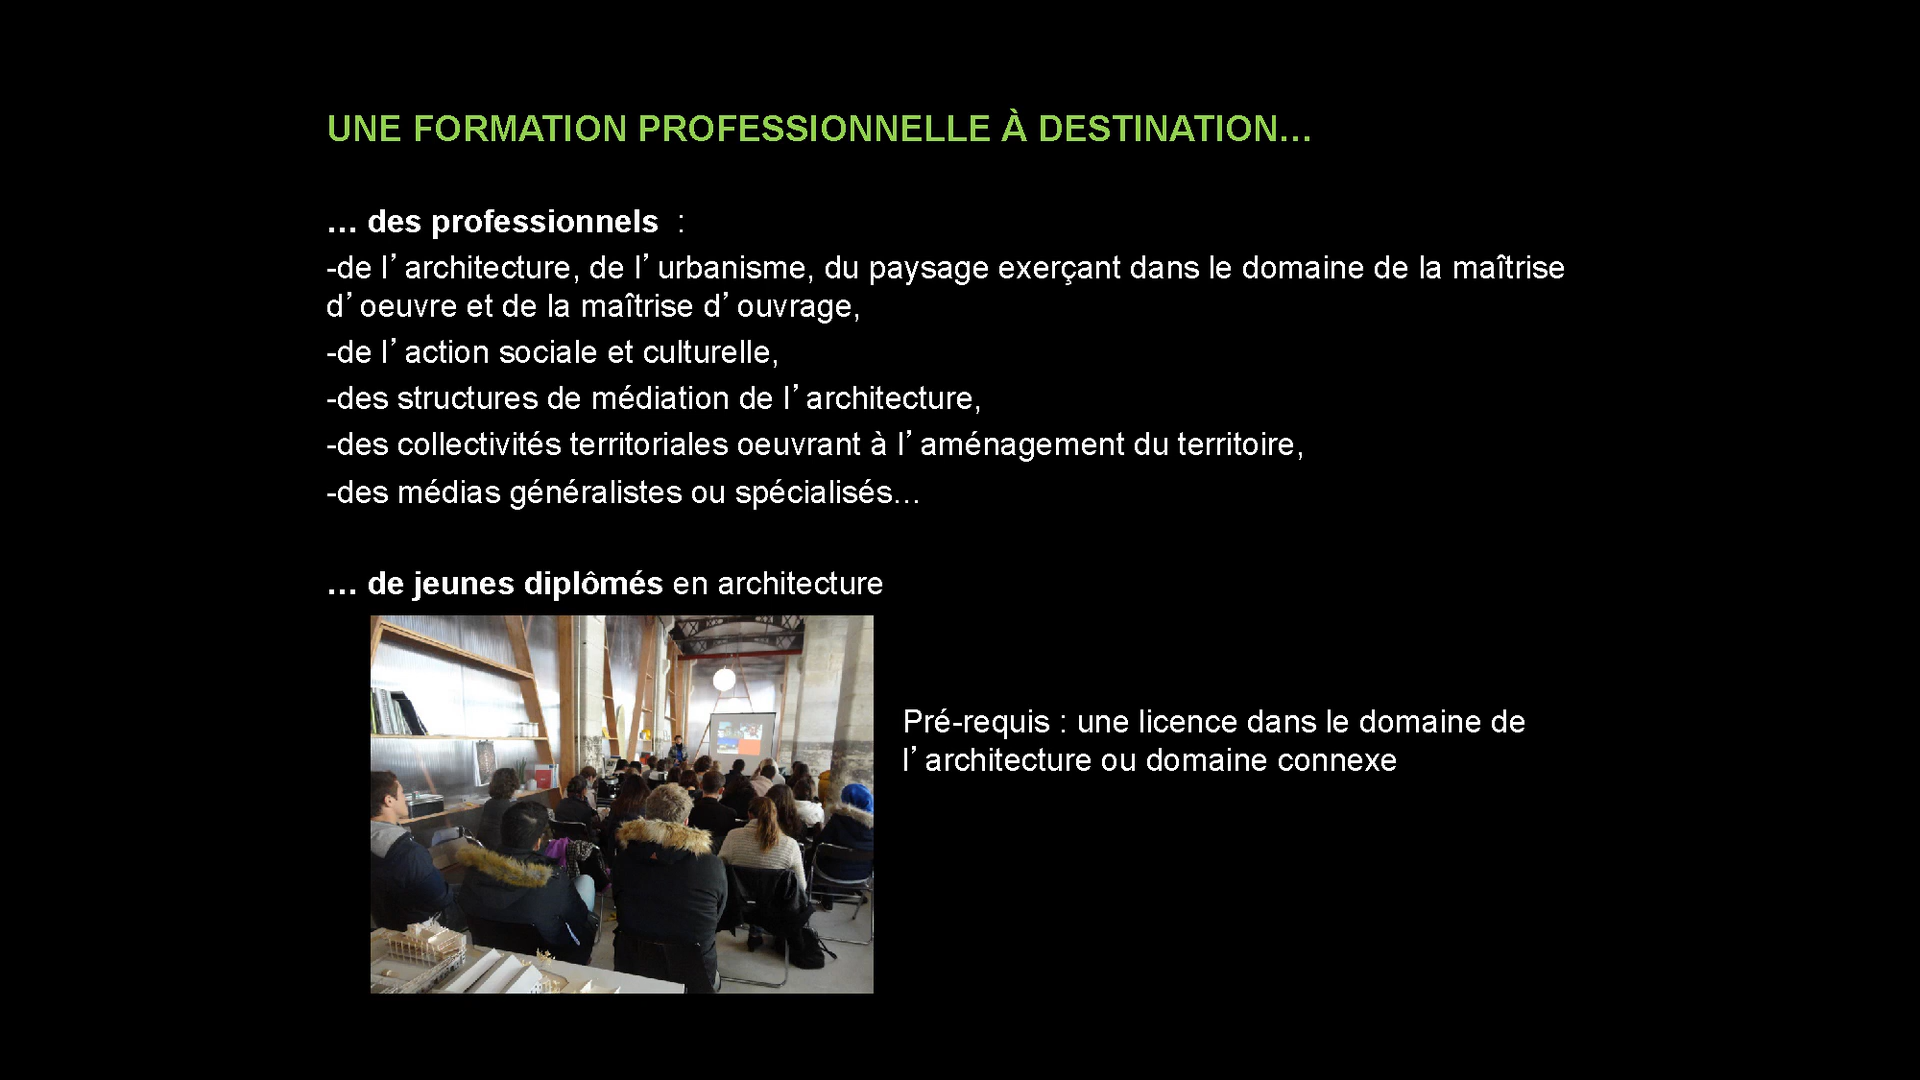 UNE FORMATION PROFESSIONNELLE À DESTINATION…
… des professionnels :
-de l’architecture, de l’urbanisme, du paysage exerçant dans le domaine de la maîtrise
d’oeuvre et de la maîtrise d’ouvrage,
-de l’action sociale et culturelle,
-des structures de médiation de l’architecture,
-des collectivités territoriales oeuvrant à l’aménagement du territoire,
-des médias généralistes ou spécialisés…
… de jeunes diplômés en architecture
Pré-requis : une licence dans le domaine de
l’architecture ou domaine connexe